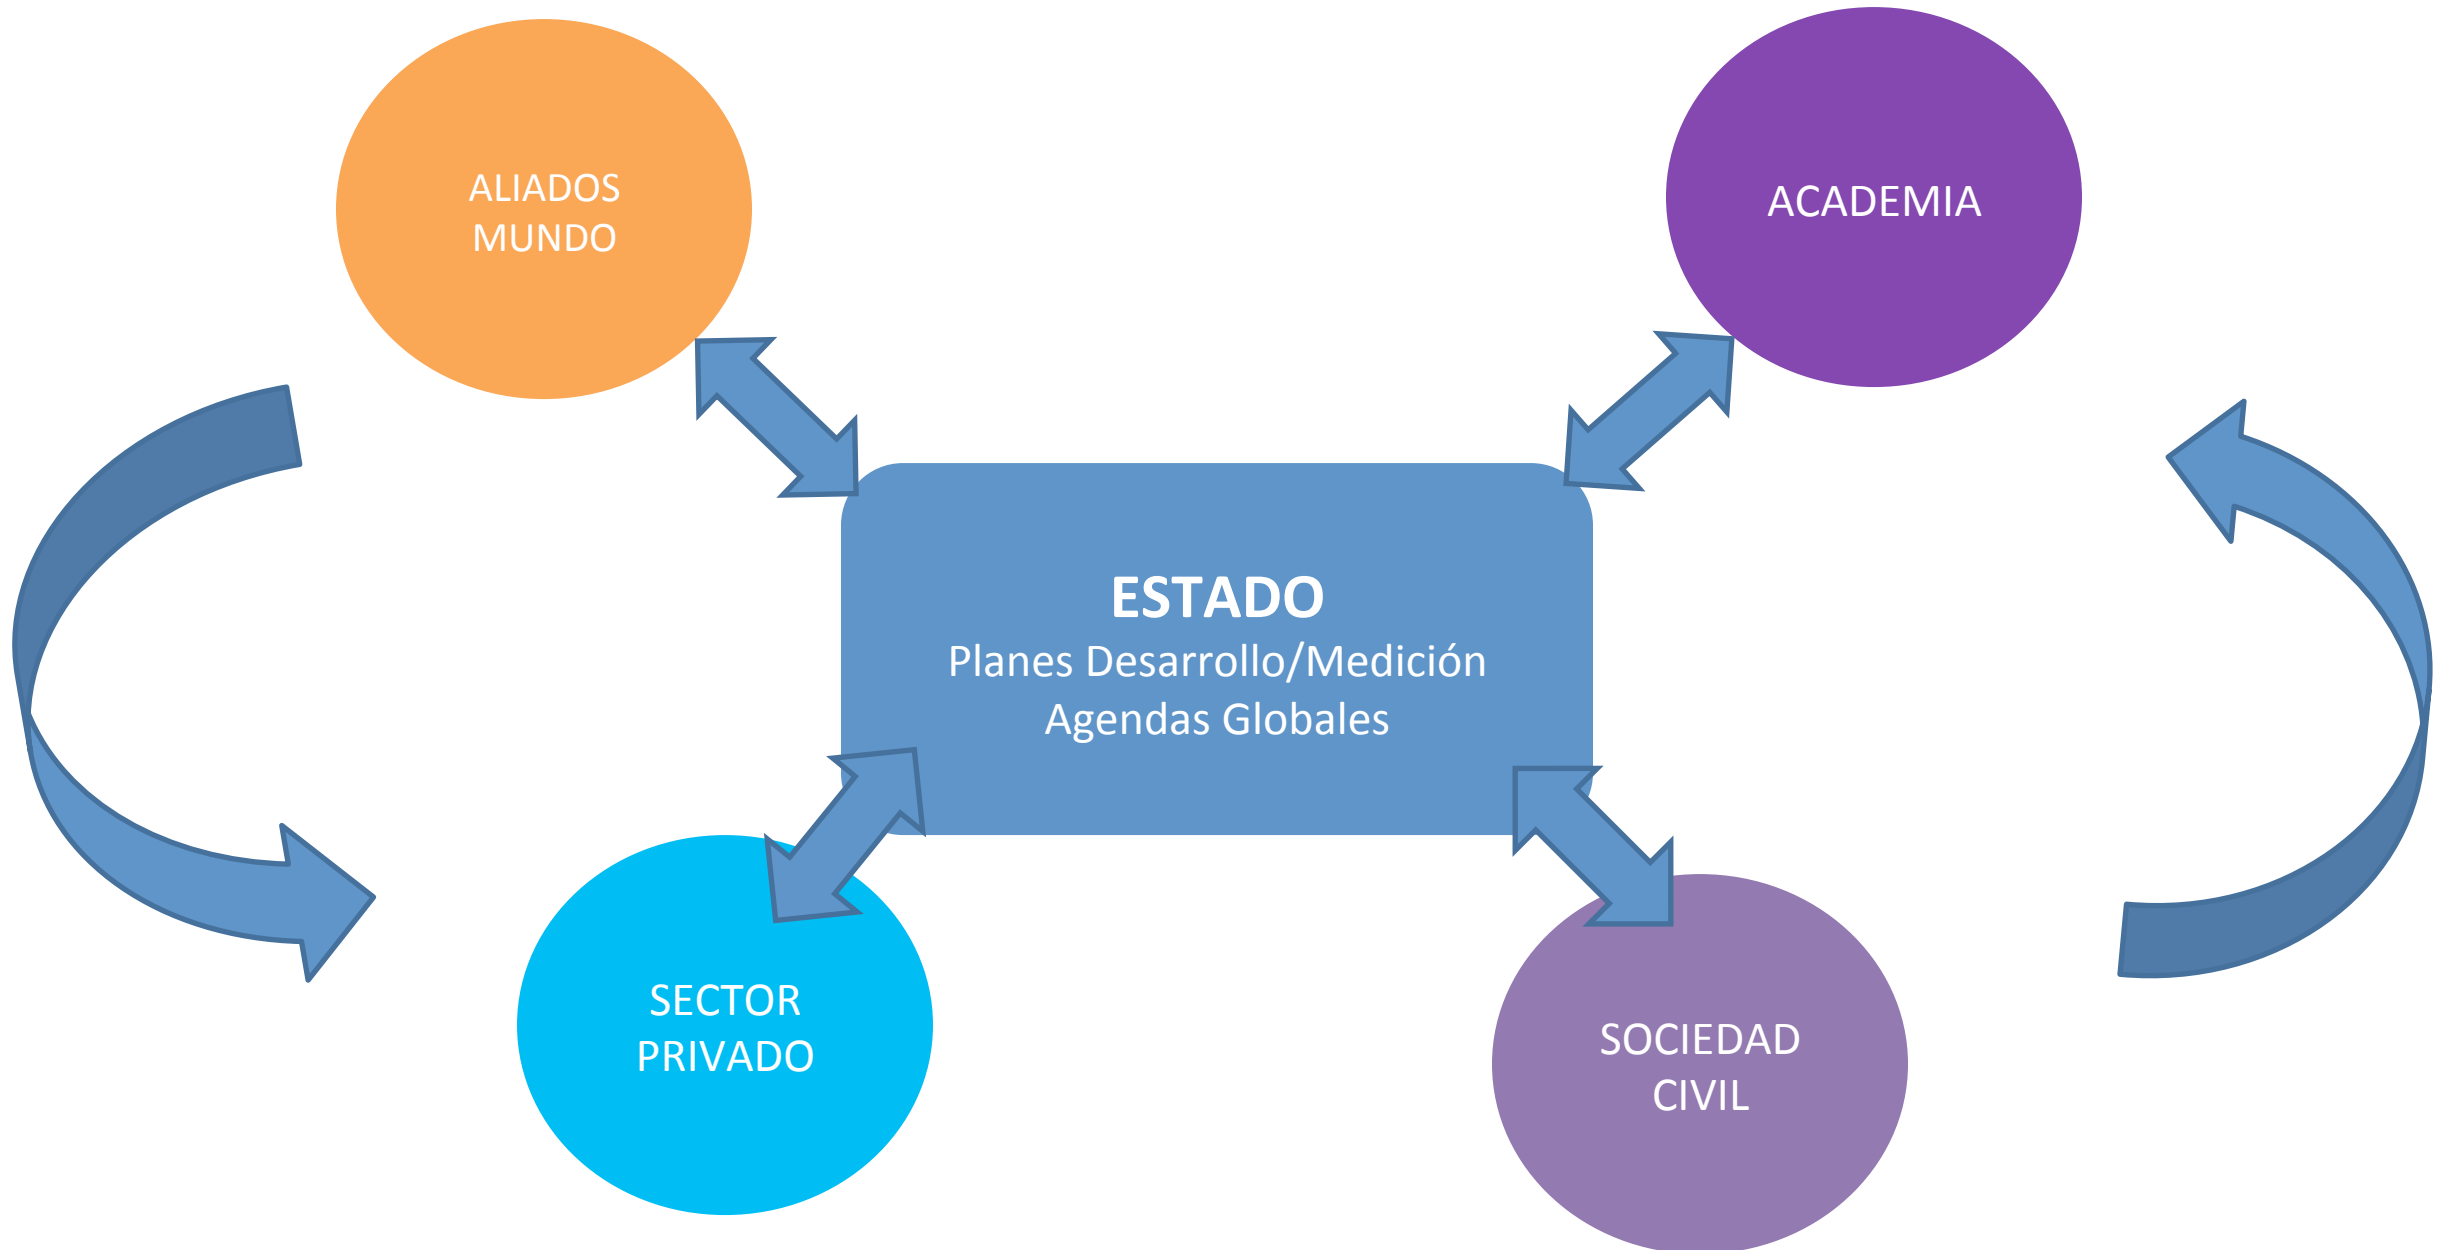 ALIADOS
MUNDO
ACADEMIA
ESTADO
Planes Desarrollo/Medición
Agendas Globales
SECTOR
PRIVADO
SOCIEDAD
CIVIL